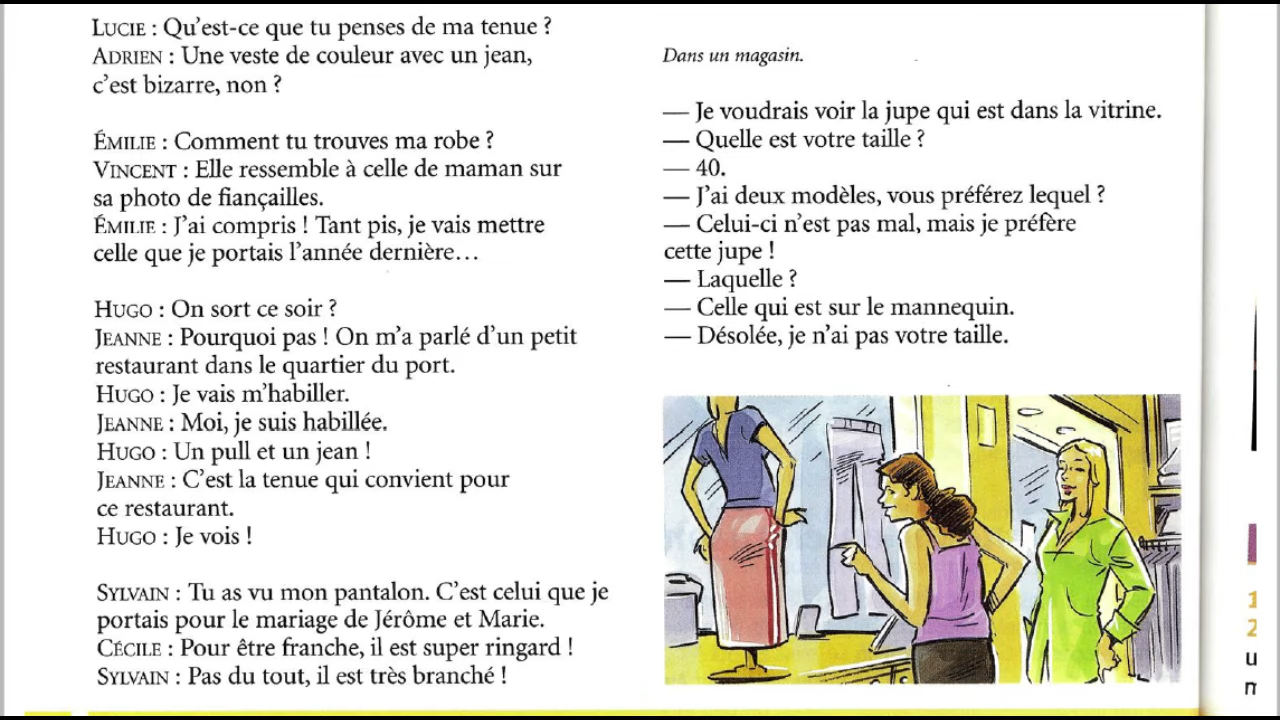 LUCIE : Qu'est-ce que tu penses de ma tenue ?
ADRIEN : Une veste de couleur avec un jean,
c'est bizarre, non ?
ÉMILIE : Comment tu trouves ma robe ?
VINCENT : Elle ressemble à celle de maman sur
sa photo de fiançailles.
ÉMILIE : J'ai compris ! Tant pis, je vais mettre
celle que je portais l'année dernière…
HUGO : On sort ce soir ?
JEANNE : Pourquoi pas ! On m'a parlé d'un petit
restaurant dans le quartier du port.
HUGO : Je vais m'habiller.
JEANNE : Moi, je suis habillée.
HUGO : Un pull et un jean !
JEANNE : C'est la tenue qui convient pour
ce restaurant.
HUGO : Je vois !
SYLVAIN : Tu as vu mon pantalon. C'est celui que je
portais pour le mariage de Jérôme et Marie.
CÉCILE : Pour être franche, il est super ringard !
SYLVAIN : Pas du tout, il est très branché !
Dans un magasin.
— Je voudrais voir la jupe qui est dans la vitrine.
— Quelle est votre taille ?
— 40.
— J'ai deux modèles, vous préférez lequel ?
— Celui-ci n'est pas mal, mais je préfère
cette jupe !
— Laquelle ?
— Celle qui est sur le mannequin.
— Désolée, je n'ai pas votre taille.
1
2
u